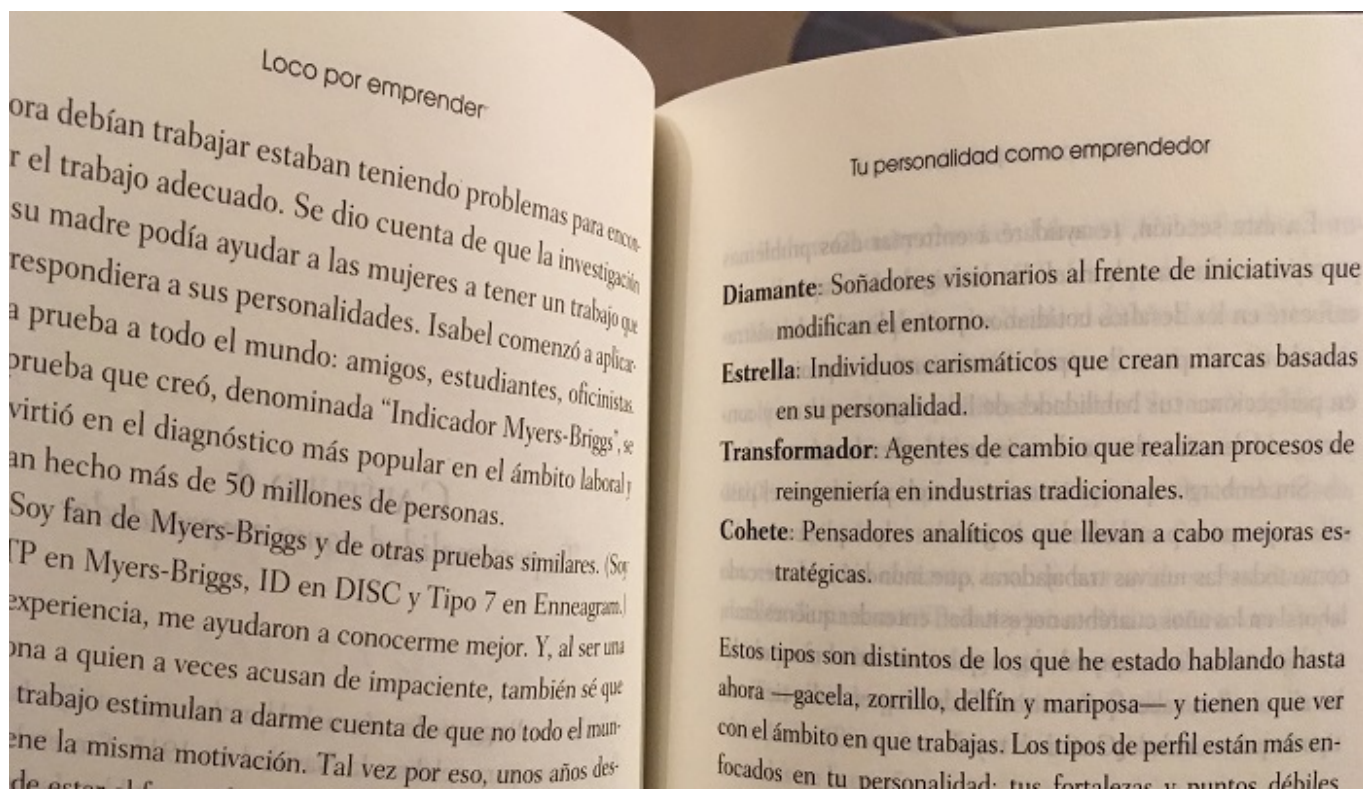 Loco por emprender
ora debían trabajar estaban teniendo problemas para encon-
r el trabajo adecuado. Se dio cuenta de que la investigación
su madre podía ayudar a las mujeres a tener un trabajo que
respondiera a sus personalidades. Isabel comenzó a aplicar-
a prueba a todo el mundo: amigos, estudiantes, oficinistas.
prueba que creó, denominada “Indicador Myers-Briggs”, se
virtió en el diagnóstico más popular en el ámbito laboral y
an hecho más de 50 millones de personas.
Soy fan de Myers-Briggs y de otras pruebas similares. (Soy
TP en Myers-Briggs, ID en DISC y Tipo 7 en Enneagram.)
experiencia, me ayudaron a conocerme mejor. Y, al ser una
ona a quien a veces acusan de impaciente, también sé que
trabajo estimulan a darme cuenta de que no todo el mun-
ene la misma motivación. Tal vez por eso, unos años des-
Tu personalidad como emprendedor
Diamante: Soñadores visionarios al frente de iniciativas que
modifican el entorno.
Estrella: Individuos carismáticos que crean marcas basadas
en su personalidad.
Transformador: Agentes de cambio que realizan procesos de
reingeniería en industrias tradicionales.
Cohete: Pensadores analíticos que llevan a cabo mejoras es-
tratégicas.
Estos tipos son distintos de los que he estado hablando hasta
ahora —gacela, zorrillo, delfín y mariposa— y tienen que ver
con el ámbito en que trabajas. Los tipos de perfil están más en-
focados en tu personalidad: tus fortalezas y puntos débiles